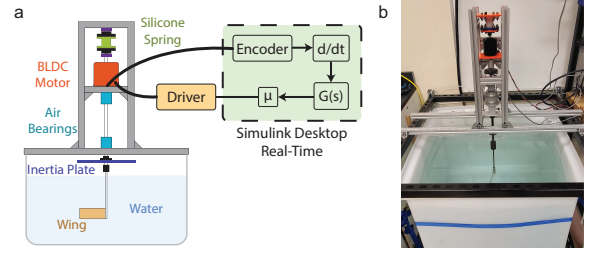 a
b
Silicone
Spring
BLDC
Motor
Encoder
d/dt
Driver
μ
G(s)
Air
Bearings
Simulink Desktop
Real-Time
Inertia Plate
Water
Wing